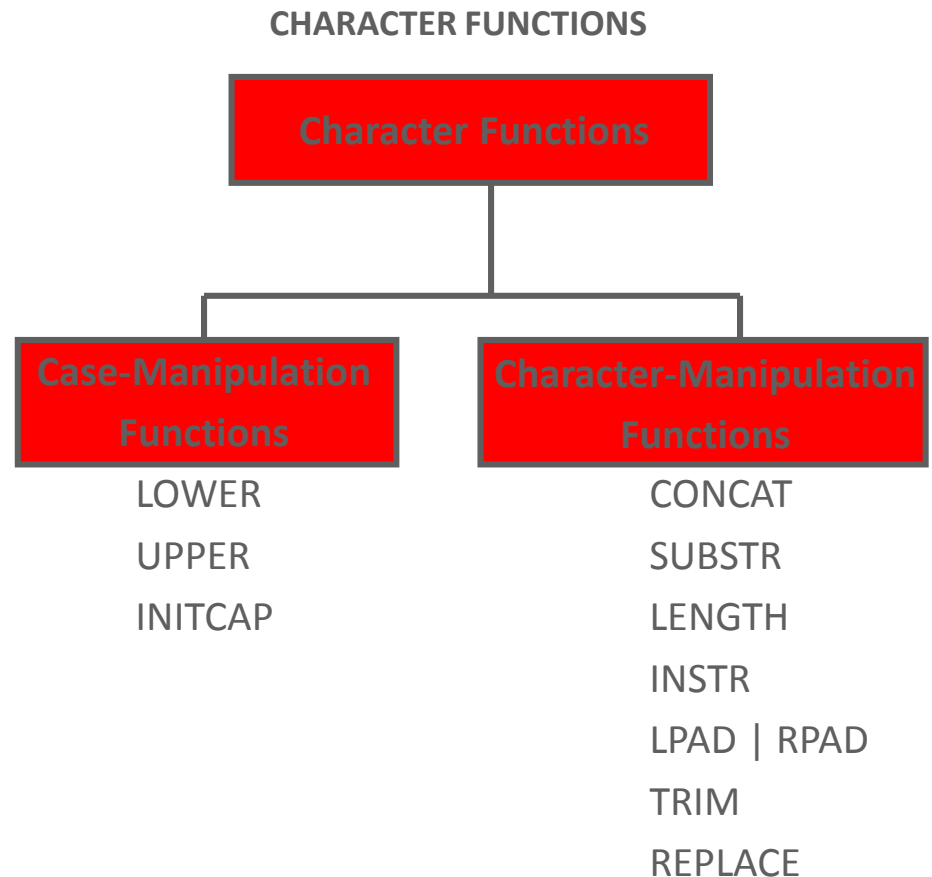 CHARACTER FUNCTIONS
Character Functions
Case-Manipulation
Functions
LOWER
UPPER
INITCAP
Character-Manipulation
Functions
CONCAT
SUBSTR
LENGTH
INSTR
LPAD | RPAD
TRIM
REPLACE